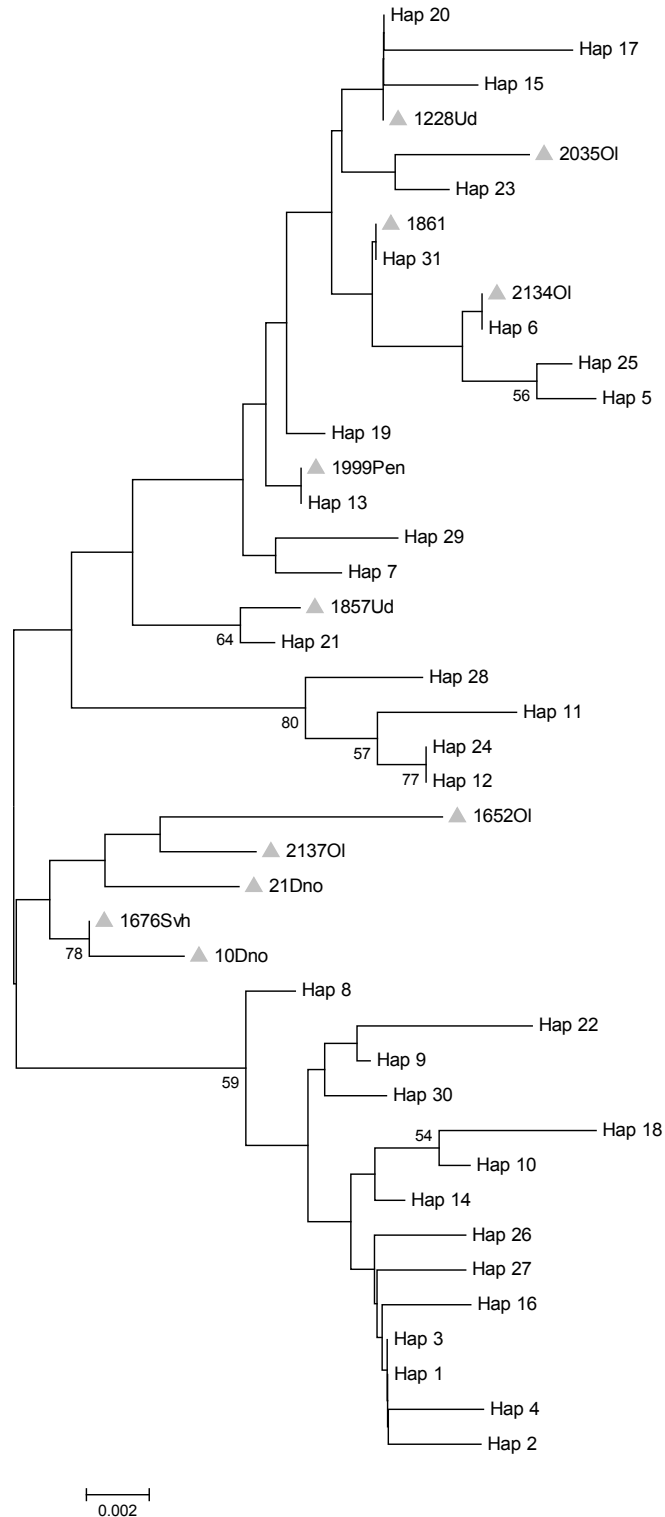 Hap 20
Hap 17
Hap 15
1228Ud
2035Ol
Hap 23
1861
Hap 31
2134Ol
Hap 6
Hap 25
56
Hap 5
Hap 19
1999Pen
Hap 13
Hap 29
Hap 7
1857Ud
64
Hap 21
Hap 28
80
Hap 11
57
Hap 24
77
Hap 12
1652Ol
2137Ol
21Dno
1676Svh
78
10Dno
Hap 8
Hap 22
59
Hap 9
Hap 30
54
Hap 18
Hap 10
Hap 14
Hap 26
Hap 27
Hap 16
Hap 3
Hap 1
Hap 4
Hap 2
0.002